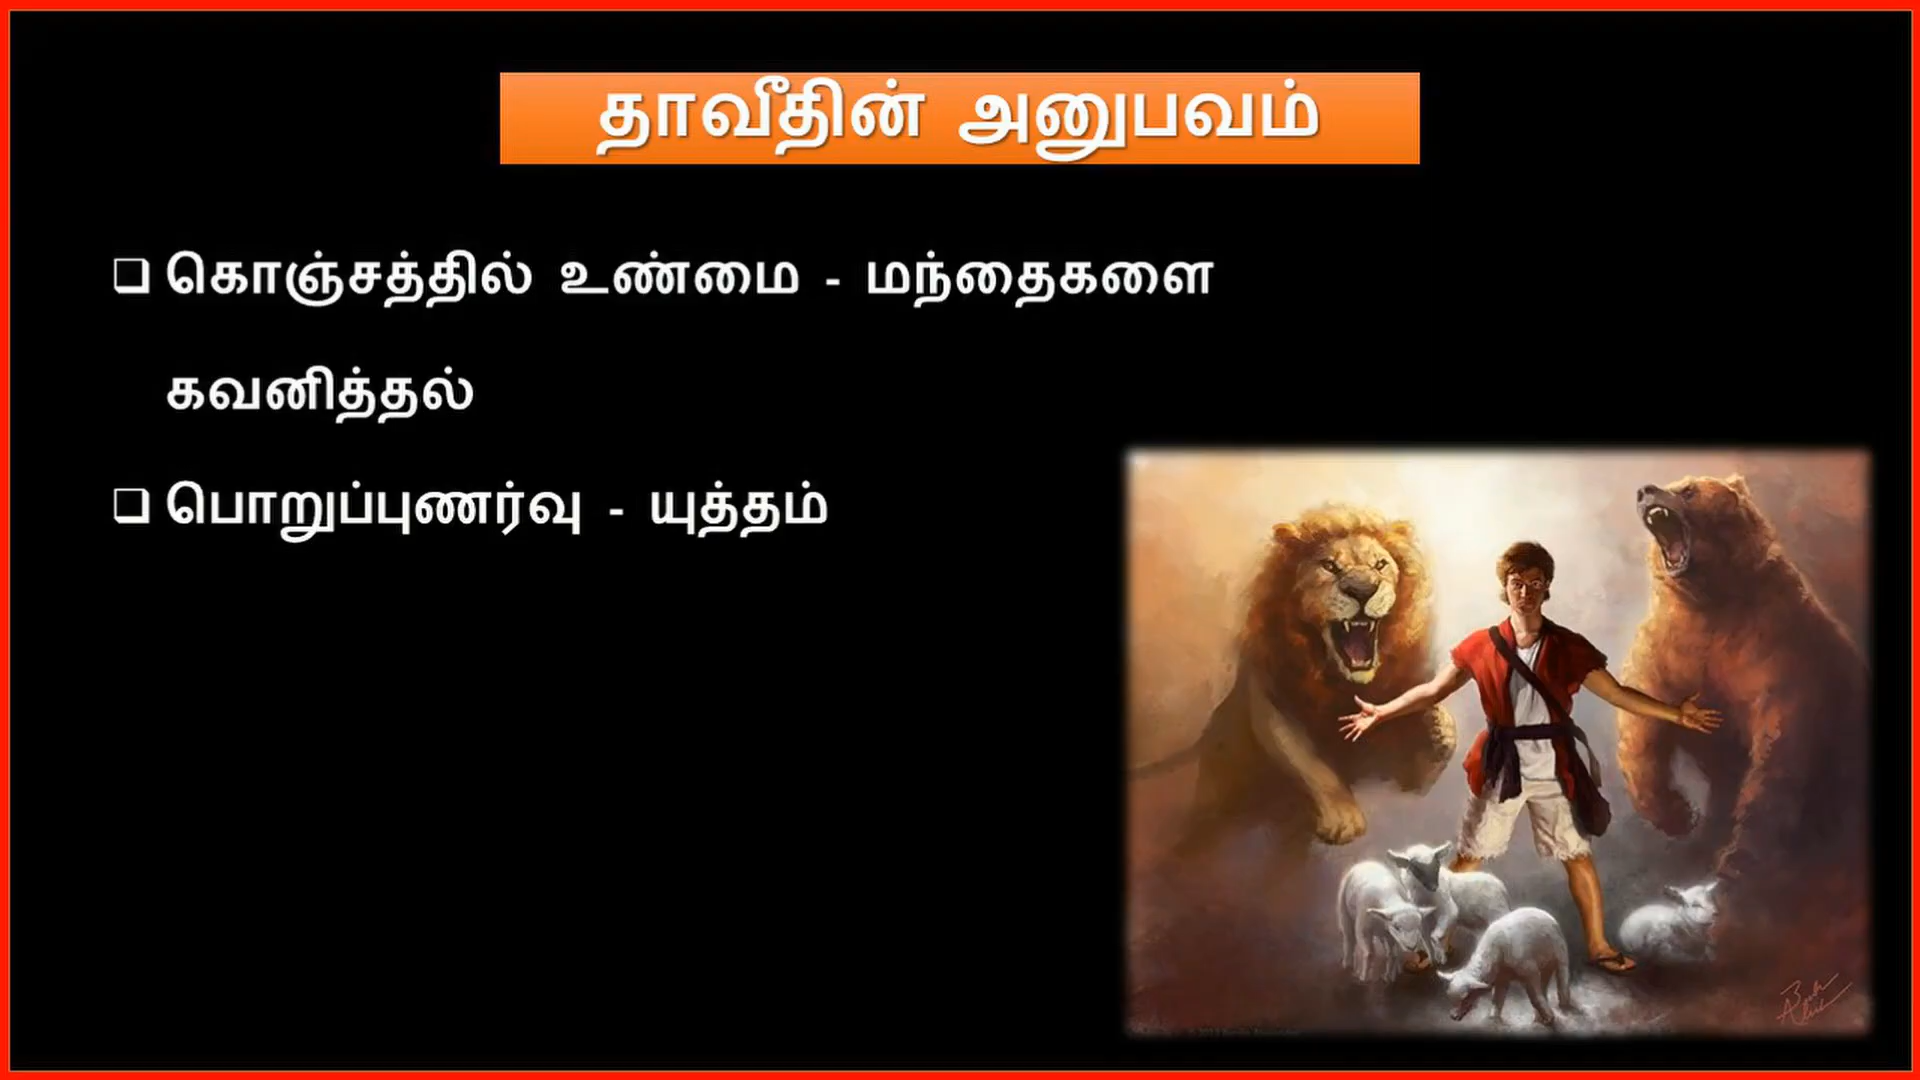 தாவீதின் அனுபவம்
❑ கொஞ்சத்தில் உண்மை - மந்தைகளை
கவனித்தல்
❑ பொறுப்புணர்வு - யுத்தம்